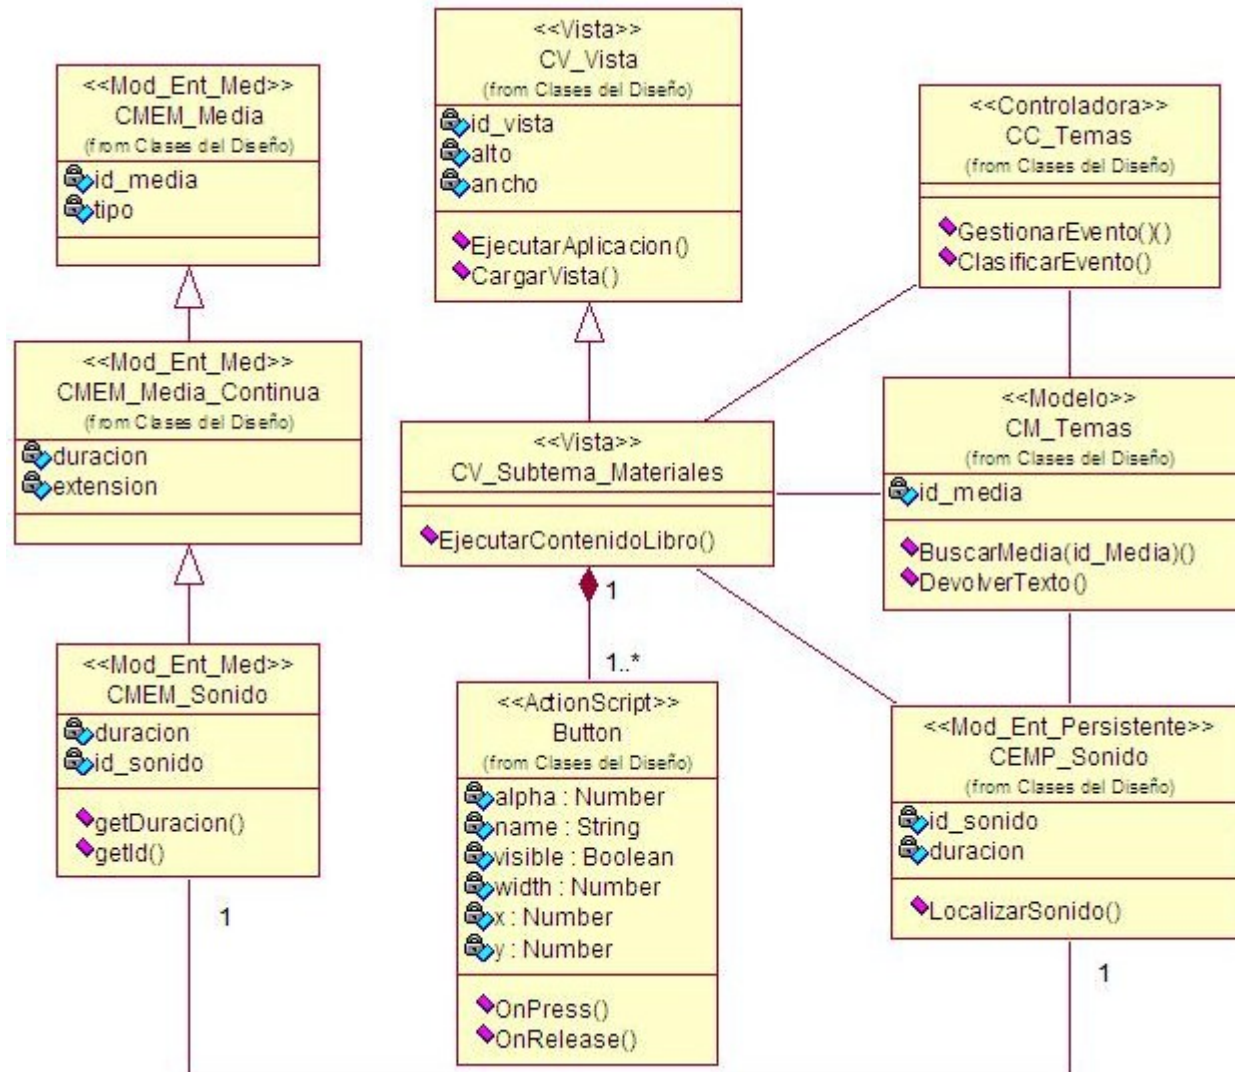 <<Mod_Ent_Med>>
CMEM_Media
(from Clases del Diseño)
id_media
tipo
<<Vista>>
CV_Vista
(from Clases del Diseño)
id_vista
alto
ancho
EjecutarAplicacion()
CargarVista()
<<Controladora>>
CC_Temas
(from Clases del Diseño)
GestionarEvento()()
ClasificarEvento()
<<Mod_Ent_Med>>
CMEM_Media_Continua
(from Clases del Diseño)
duracion
extension
<<Vista>>
CV_Subtema_Materiales
EjecutarContenidoLibro()
<<Modelo>>
CM_Temas
(from Clases del Diseño)
id_media
BuscarMedia(id_Media)()
DevolverTexto()
1
1..*
<<Mod_Ent_Med>>
CMEM_Sonido
duracion
id_sonido
getDuracion()
getId()
1
<<ActionScript>>
Button
(from Clases del Diseño)
alpha : Number
name : String
visible : Boolean
width : Number
x : Number
y : Number
OnPress()
OnRelease()
<<Mod_Ent_Persistente>>
CEMP_Sonido
(from Clases del Diseño)
id_sonido
duracion
LocalizarSonido()
1